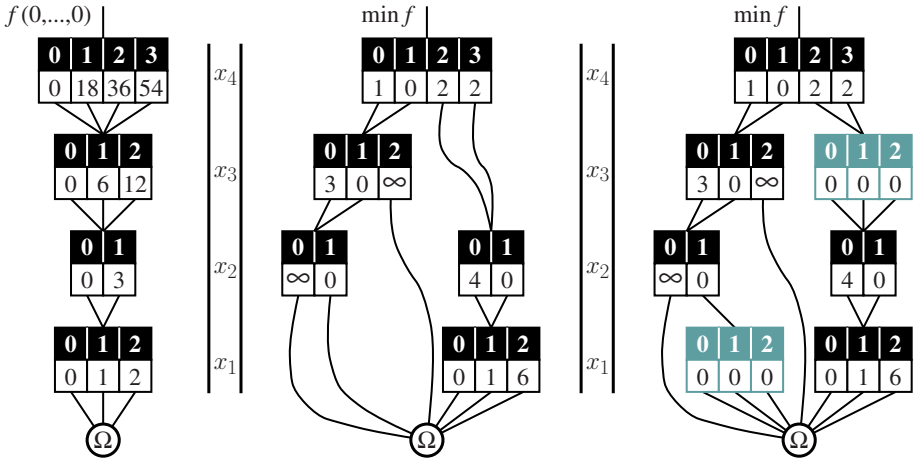 f(0,...,0)
min f
min f
0 1 2 3
0 18 36 54
x₄
0 1 2 3
1 0 2 2
x₄
0 1 2 3
1 0 2 2
0 1 2
0 6 12
x₃
0 1 2
3 0 ∞
x₃
0 1 2
3 0 ∞
0 1 2
0 0 0
0 1
0 3
x₂
0 1
∞ 0
0 1
4 0
x₂
0 1
∞ 0
0 1
4 0
0 1 2
0 1 2
x₁
0 1 2
0 1 6
x₁
0 1 2
0 0 0
0 1 2
0 1 6
Ω
Ω
Ω